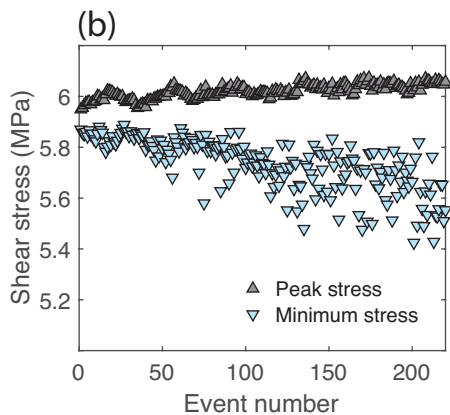 (b)
Shear stress (MPa)
6
5.8
5.6
5.4
5.2
Peak stress
Minimum stress
0 50 100 150 200
Event number